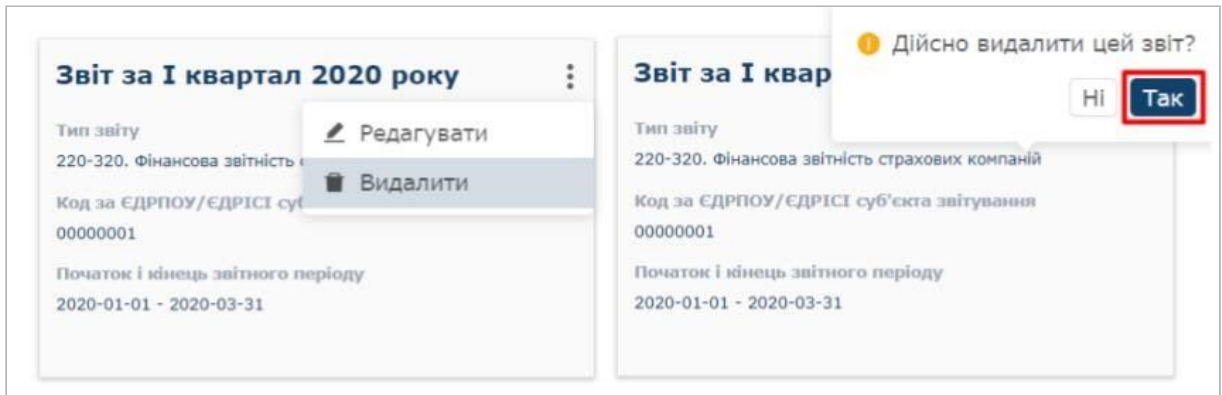 Звіт за І квартал 2020 року
Тип звіту
220-320. Фінансова звітність
Код за ЄДРПОУ/ЄДРІСІ
00000001
Початок і кінець звітного періоду
2020-01-01 - 2020-03-31
Редагувати
Видалити
Звіт за І
Тип звіту
220-320. Фінансова звітність страхових компаній
Код за ЄДРПОУ/ЄДРІСІ суб'єкта звітування
00000001
Початок і кінець звітного періоду
2020-01-01 - 2020-03-31
Дійсно видалити цей звіт?
Ні Так